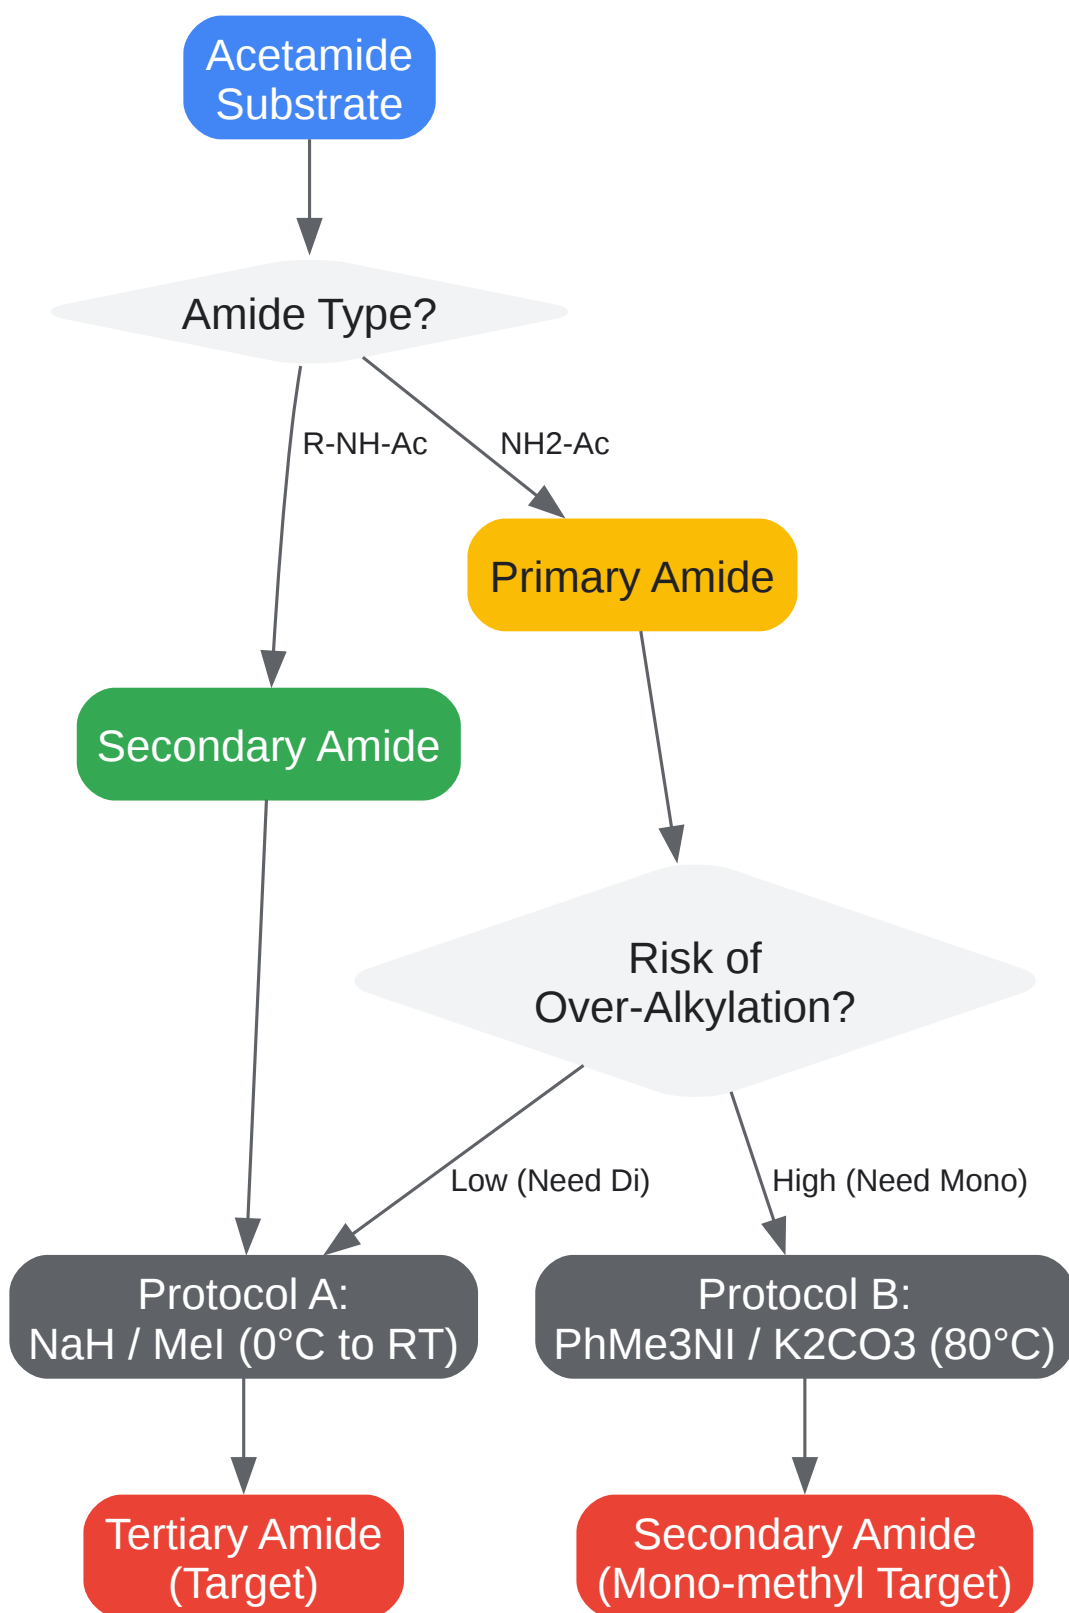 Acetamide
Substrate
Amide Type?
R-NH-Ac
NH2-Ac
Primary Amide
Secondary Amide
Risk of
Over-Alkylation?
Low (Need Di)
High (Need Mono)
Protocol A:
NaH / MeI (0°C to RT)
Protocol B:
PhMe3NI / K2CO3 (80°C)
Tertiary Amide
(Target)
Secondary Amide
(Mono-methyl Target)